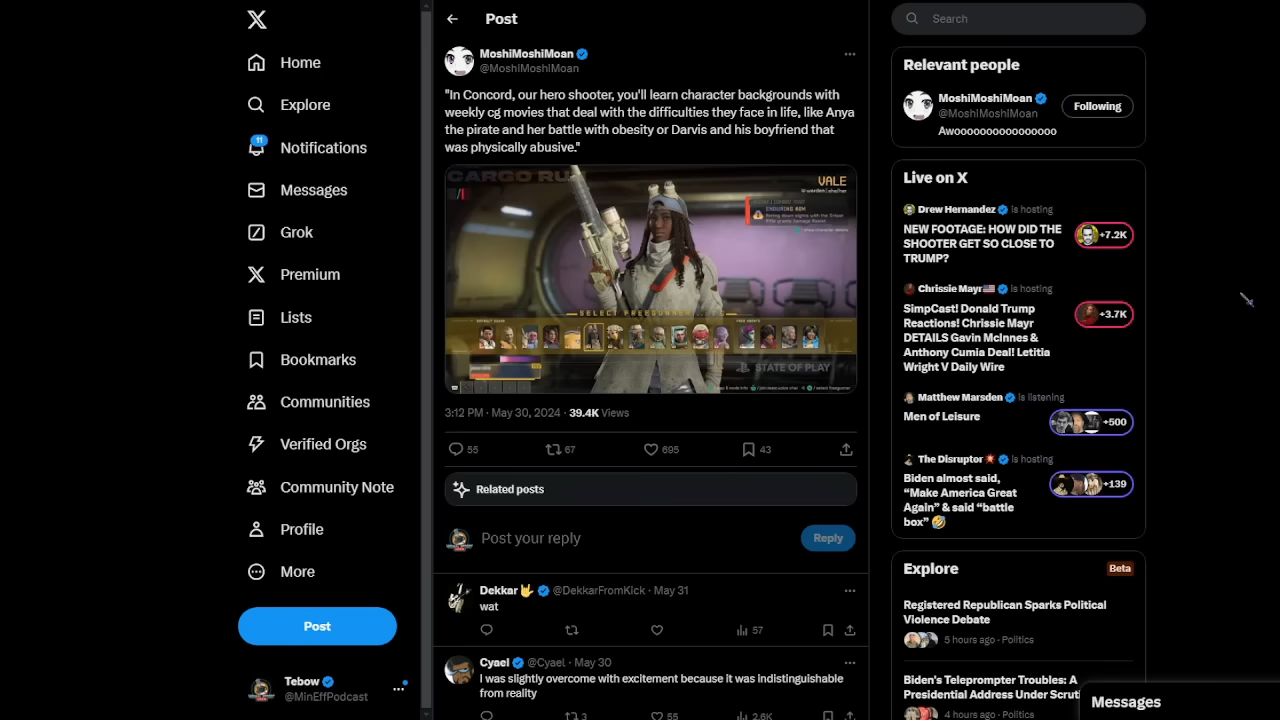 Home
Explore
11
Notifications
Messages
Grok
Premium
Lists
Bookmarks
Communities
Verified Orgs
Community Note
Profile
More
Post
Tebow
@MinEffPodcast
Post
MoshiMoshiMoan
@MoshIMoshIMoan
"In Concord, our hero shooter, you'll learn character backgrounds with
weekly cg movies that deal with the difficulties they face in life, like Anya
the pirate and her battle with obesity or Darvis and his boyfriend that
was physically abusive."
CARGO RU
VALE
SELECT FREEGUNNER
STATE OF PLAY
3:12 PM · May 30, 2024 · 39.4K Views
55
67
695
43
Related posts
Post your reply
Reply
Dekkar🤟 @DekkarFromKick · May 31
wat
57
Cyael @Cyael · May 30
I was slightly overcome with excitement because it was indistinguishable
from reality
3
55
2.6K
Search
Relevant people
MoshiMoshiMoan
@MoshIMoshIMoan
Following
Awooooooooooooooo
Live on X
Drew Hernandez is hosting
NEW FOOTAGE: HOW DID THE
SHOOTER GET SO CLOSE TO
TRUMP?
+7.2K
Chrissie Mayr🇺🇸 is hosting
SimpCast! Donald Trump
Reactions! Chrissie Mayr
DETAILS Gavin McInnes &
Anthony Cumia Deal! Letitia
Wright V Daily Wire
+3.7K
Matthew Marsden is listening
Men of Leisure
+500
The Disruptor💥 is hosting
Biden almost said,
“Make America Great
Again” & said “battle
box” 🤣
+139
Explore
Beta
Registered Republican Sparks Political
Violence Debate
5 hours ago · Politics
Biden's Teleprompter Troubles: A
Presidential Address Under Scruti
4 hours ago · Politics
Messages